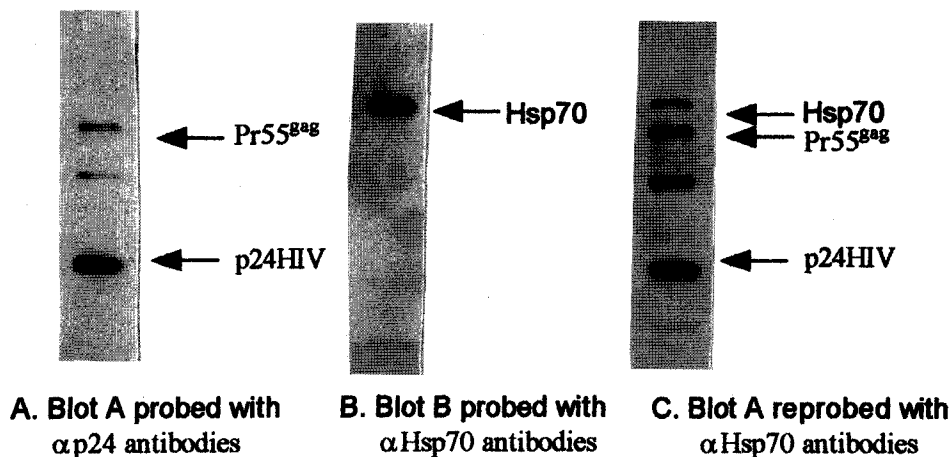 Pr55gag
p24HIV
Hsp70
Hsp70
Pr55gag
p24HIV
A. Blot A probed with
αp24 antibodies
B. Blot B probed with
αHsp70 antibodies
C. Blot A reprobed with
αHsp70 antibodies